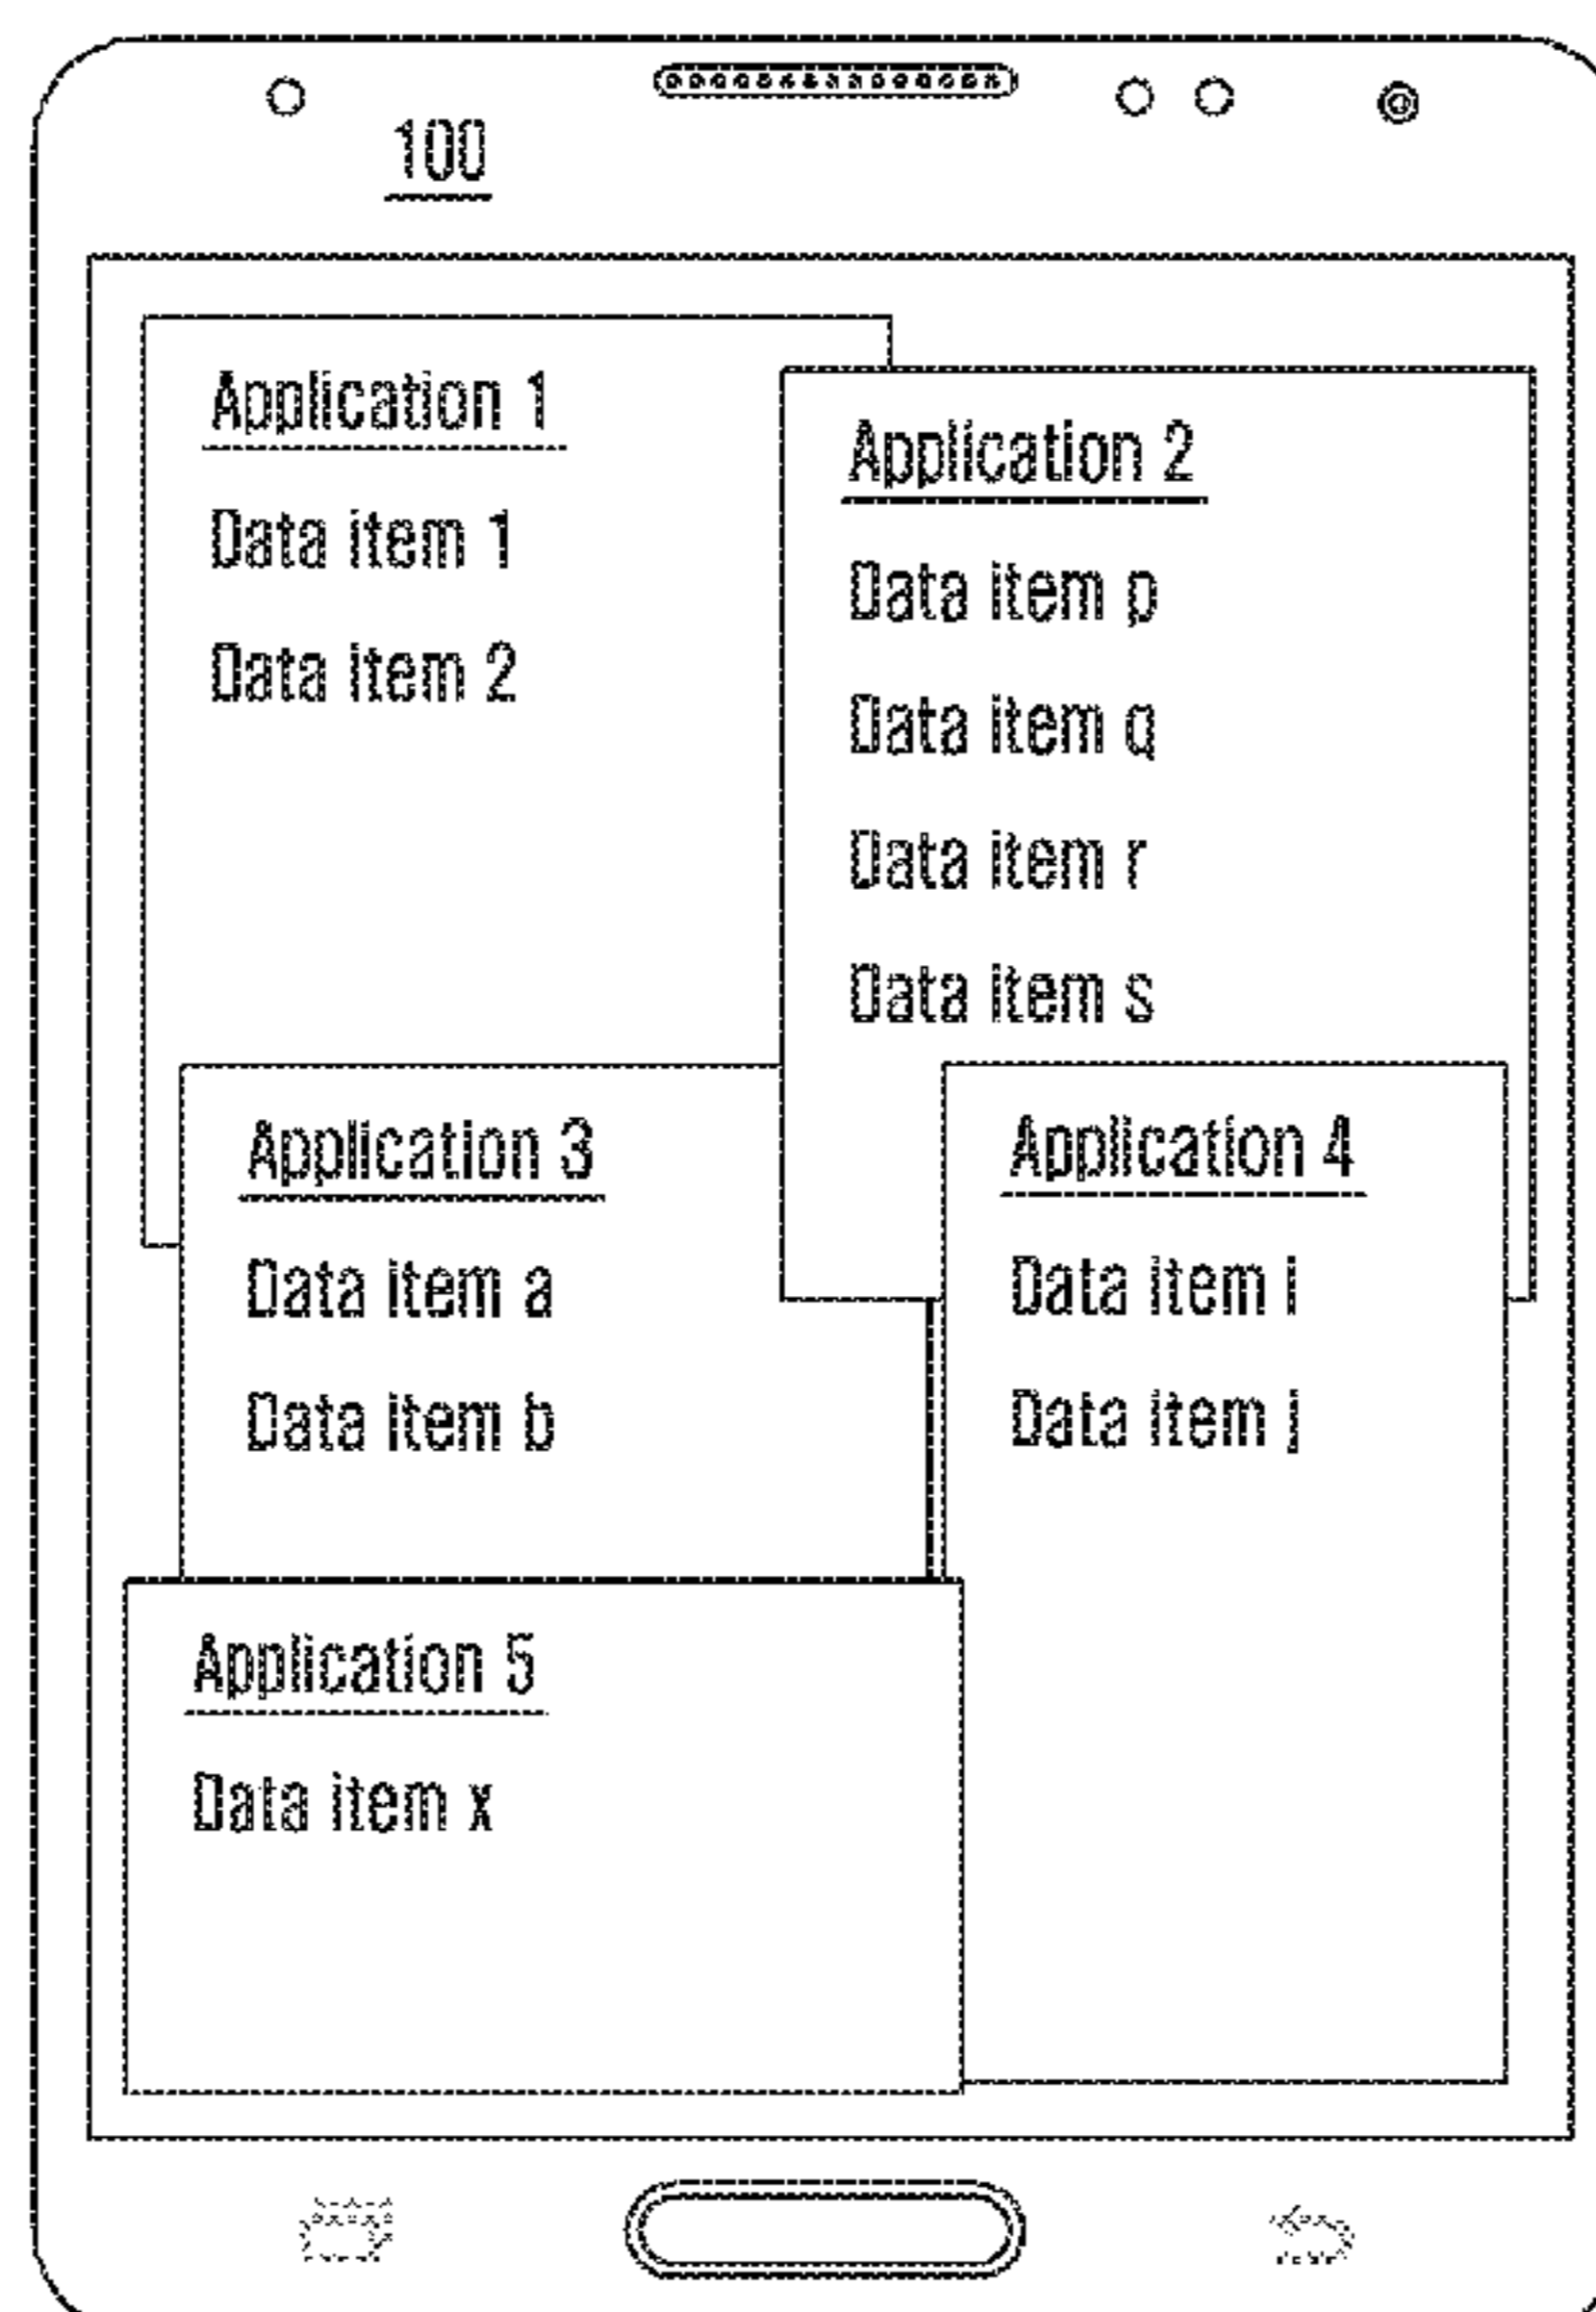 100
Application 1
Data item 1
Data item 2
Application 2
Data item p
Data item q
Data item r
Data item s
Application 3
Data item a
Data item b
Application 4
Data item i
Data item j
Application 5
Data item x